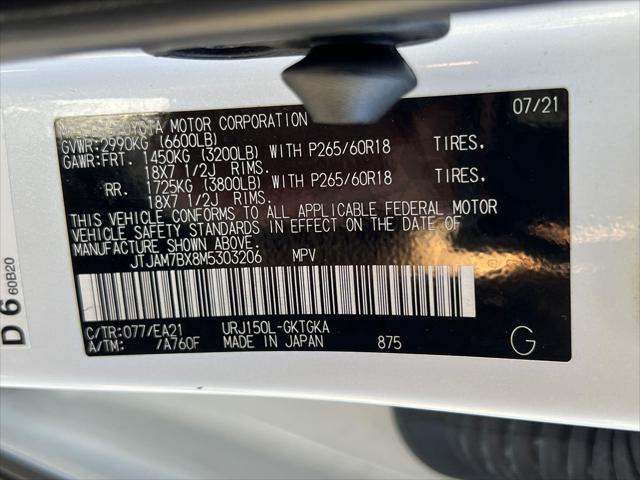 07/21
TOYOTA MOTOR CORPORATION
GVWR:2990KG (6600LB)
GAWR:FRT. 1450KG (3200LB) WITH P265/60R18 TIRES,
18X7 1/2J RIMS.
RR. 1725KG (3800LB) WITH P265/60R18 TIRES,
18X7 1/2J RIMS.
THIS VEHICLE CONFORMS TO ALL APPLICABLE FEDERAL MOTOR
VEHICLE SAFETY STANDARDS IN EFFECT ON THE DATE OF
MANUFACTURE SHOWN ABOVE.
JTJAM7BX8M5303206 MPV
C/TR:077/EA21 URJ150L-GKTGKA
A/TM: /A760F MADE IN JAPAN 875 G
D 6 60B20